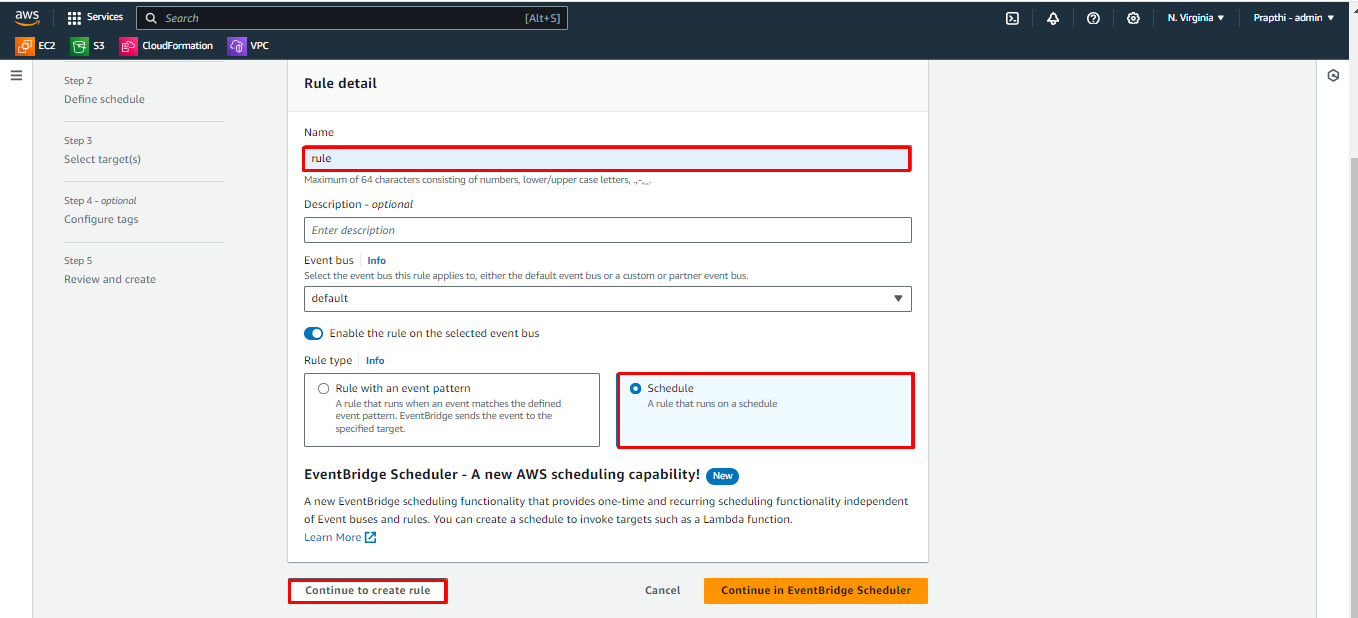 aws
Services
Search
[Alt+S]
N. Virginia
Prapthi - admin
EC2
S3
CloudFormation
VPC
Step 2
Define schedule
Step 3
Select target(s)
Step 4 - optional
Configure tags
Step 5
Review and create
Rule detail
Name
rule
Maximum of 64 characters consisting of numbers, lower/upper case letters, .,-,_.
Description - optional
Enter description
Event bus
Info
Select the event bus this rule applies to, either the default event bus or a custom or partner event bus.
default
Enable the rule on the selected event bus
Rule type
Info
Rule with an event pattern
A rule that runs when an event matches the defined
event pattern. EventBridge sends the event to the
specified target.
Schedule
A rule that runs on a schedule
EventBridge Scheduler - A new AWS scheduling capability!
New
A new EventBridge scheduling functionality that provides one-time and recurring scheduling functionality independent
of Event buses and rules. You can create a schedule to invoke targets such as a Lambda function.
Learn More
Continue to create rule
Cancel
Continue in EventBridge Scheduler